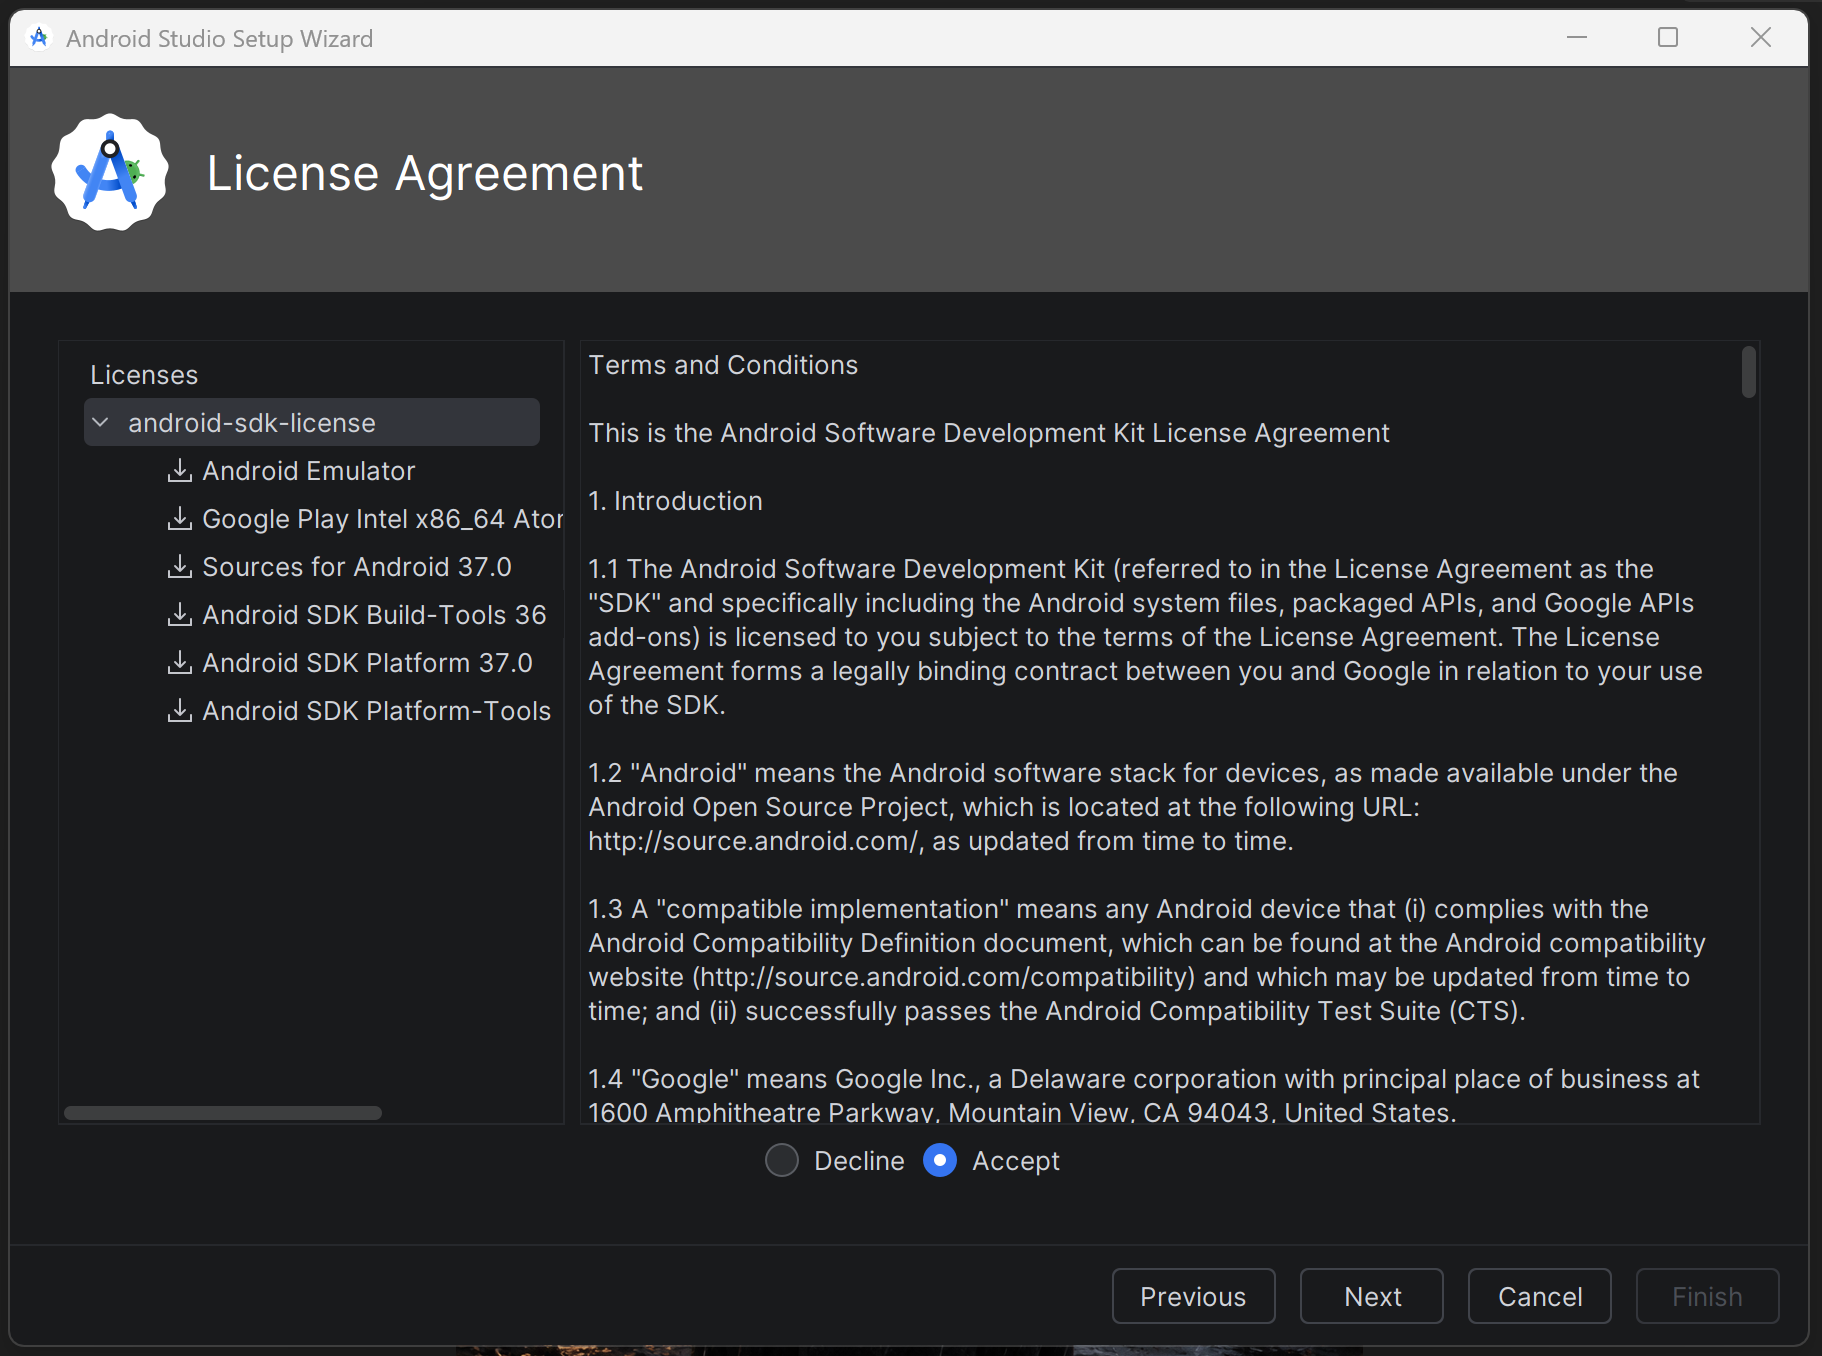 Android Studio Setup Wizard
License Agreement
Licenses
android-sdk-license
Android Emulator
Google Play Intel x86_64 Ator
Sources for Android 37.0
Android SDK Build-Tools 36
Android SDK Platform 37.0
Android SDK Platform-Tools
Terms and Conditions
This is the Android Software Development Kit License Agreement
1. Introduction
1.1 The Android Software Development Kit (referred to in the License Agreement as the
"SDK" and specifically including the Android system files, packaged APIs, and Google APIs
add-ons) is licensed to you subject to the terms of the License Agreement. The License
Agreement forms a legally binding contract between you and Google in relation to your use
of the SDK.
1.2 "Android" means the Android software stack for devices, as made available under the
Android Open Source Project, which is located at the following URL:
http://source.android.com/, as updated from time to time.
1.3 A "compatible implementation" means any Android device that (i) complies with the
Android Compatibility Definition document, which can be found at the Android compatibility
website (http://source.android.com/compatibility) and which may be updated from time to
time; and (ii) successfully passes the Android Compatibility Test Suite (CTS).
1.4 "Google" means Google Inc., a Delaware corporation with principal place of business at
1600 Amphitheatre Parkway, Mountain View, CA 94043, United States.
Decline
Accept
Previous
Next
Cancel
Finish